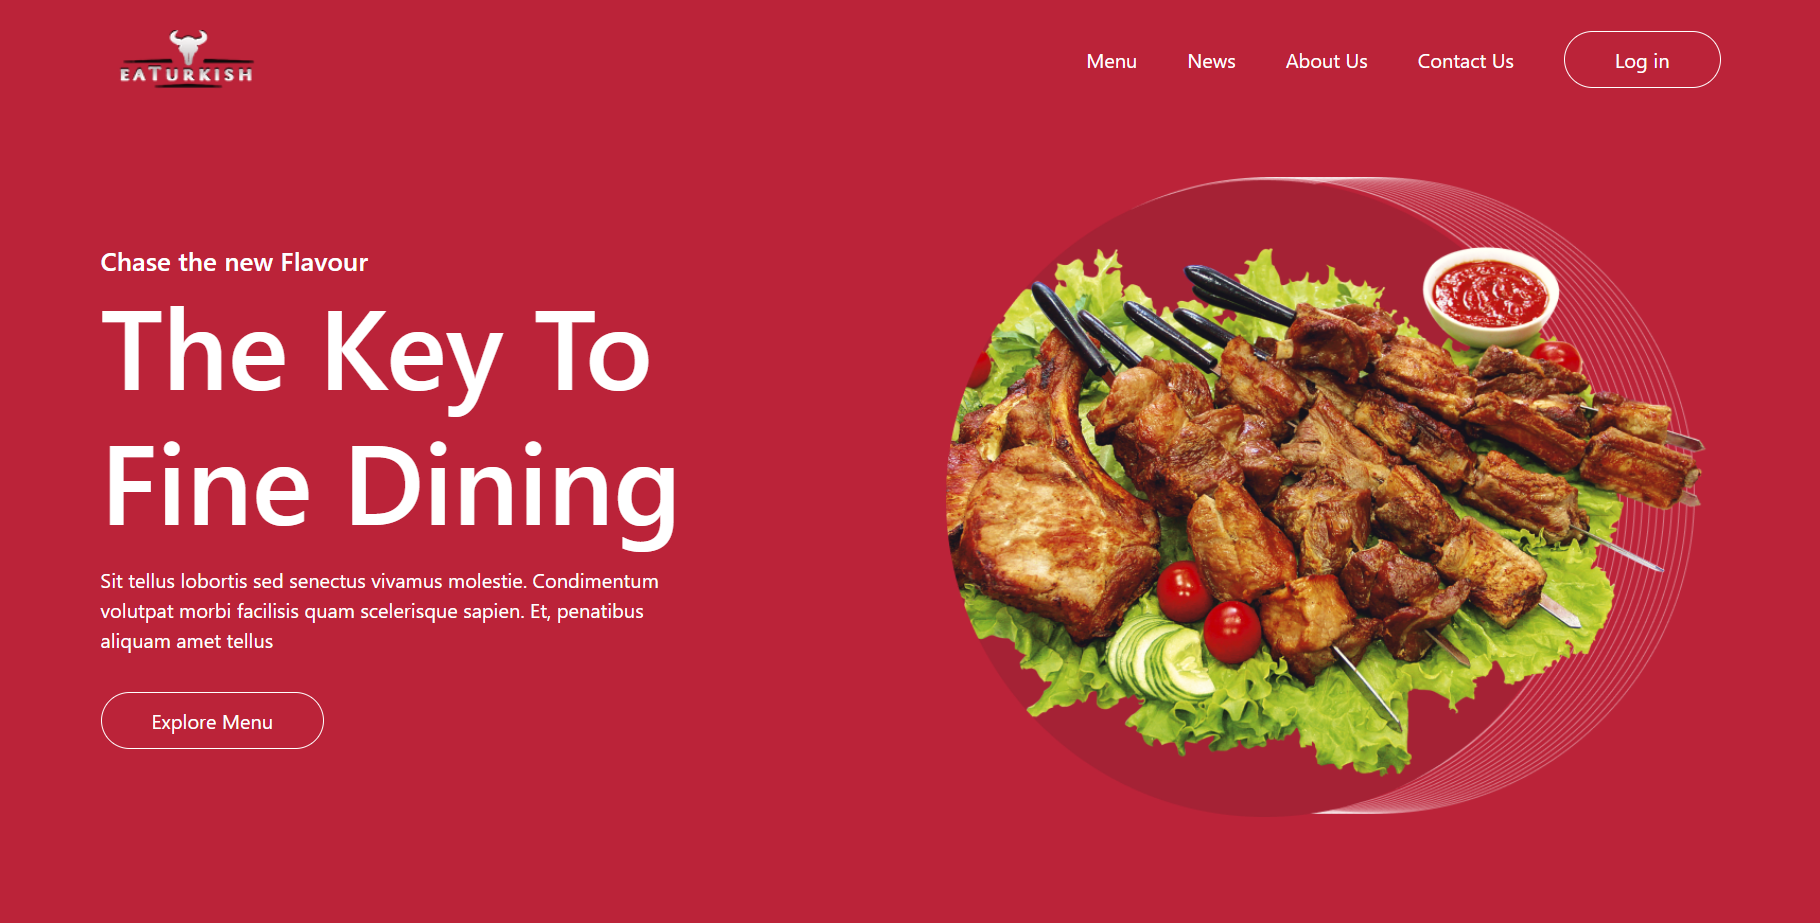 EATURKISH
Menu News About Us Contact Us Log in
Chase the new Flavour
The Key To
Fine Dining
Sit tellus lobortis sed senectus vivamus molestie. Condimentum
volutpat morbi facilisis quam scelerisque sapien. Et, penatibus
aliquam amet tellus
Explore Menu